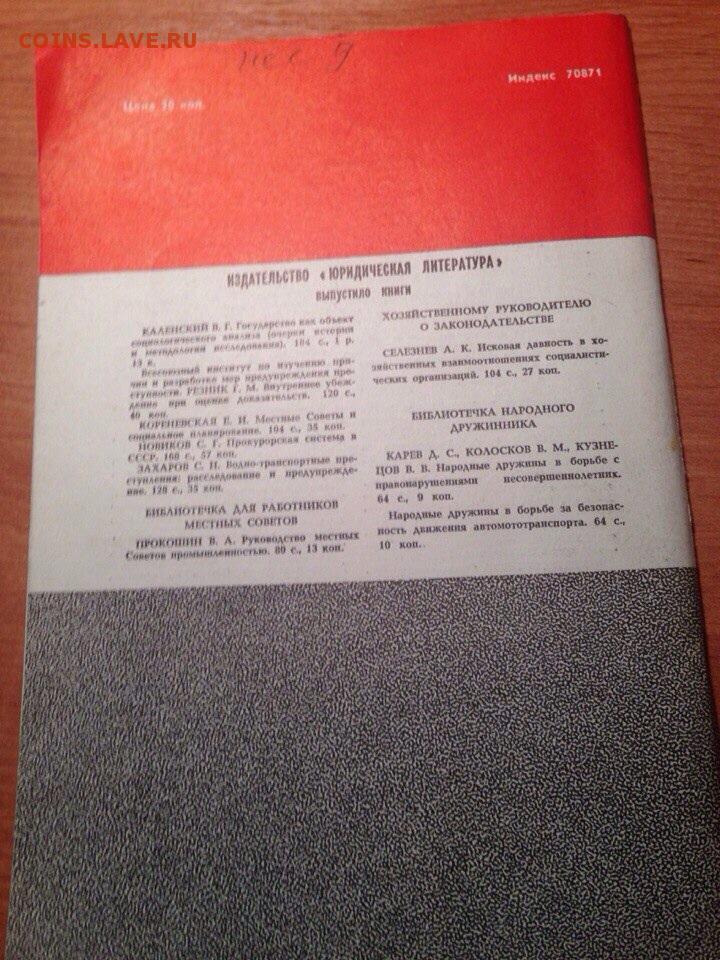 COINS.LAVE.RU
Индекс 70871
Цена 30 коп.
ИЗДАТЕЛЬСТВО «ЮРИДИЧЕСКАЯ ЛИТЕРАТУРА»
ВЫПУСТИЛО КНИГИ
КАЛЕНСКИЙ В. Г. Государство как объект
социологического анализа (очерки истории
и методологии исследования). 184 с., 1 р.
13 к.
Всесоюзный институт по изучению при-
чин и разработке мер предупреждения пре-
ступности. РЕЗНИК Г. М. Внутреннее убеж-
дение при оценке доказательств. 120 с.,
40 коп.
КОРЕНЕВСКАЯ Е. И. Местные Советы и
социальное планирование. 104 с., 35 коп.
НОВИКОВ С. Г. Прокурорская система в
СССР. 168 с., 57 коп.
ЗАХАРОВ С. И. Водно-транспортные пре-
ступления: расследование и предупрежде-
ние. 128 с., 35 коп.
БИБЛИОТЕЧКА ДЛЯ РАБОТНИКОВ
МЕСТНЫХ СОВЕТОВ
ПРОКОШИН В. А. Руководство местных
Советов промышленностью. 80 с., 13 коп.
ХОЗЯЙСТВЕННОМУ РУКОВОДИТЕЛЮ
О ЗАКОНОДАТЕЛЬСТВЕ
СЕЛЕЗНЕВ А. К. Исковая давность в хо-
зяйственных взаимоотношениях социалисти-
ческих организаций. 104 с., 27 коп.
БИБЛИОТЕЧКА НАРОДНОГО
ДРУЖИННИКА
КАРЕВ Д. С., КОЛОСКОВ В. М., КУЗНЕ-
ЦОВ В. В. Народные дружины в борьбе с
правонарушениями несовершеннолетних.
64 с., 9 коп.
Народные дружины в борьбе за безопас-
ность движения автомототранспорта. 64 с.,
10 коп.